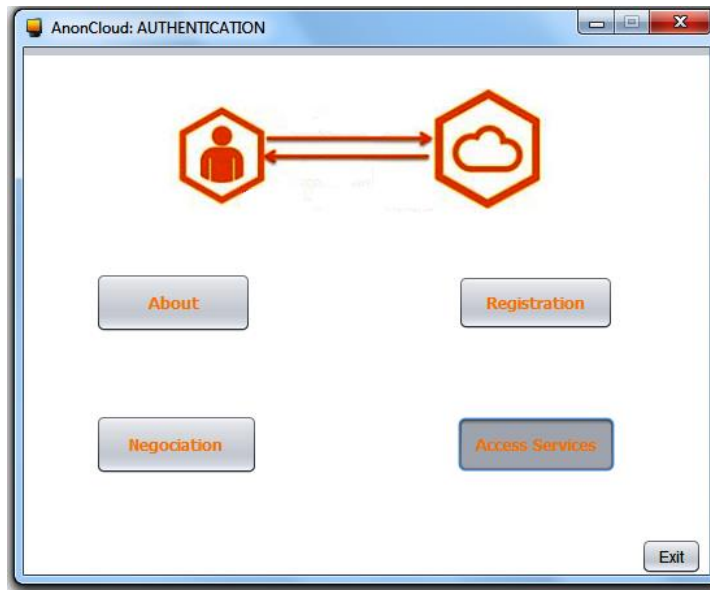 AnonCloud: AUTHENTICATION
About
Registration
Negociation
Access Services
Exit